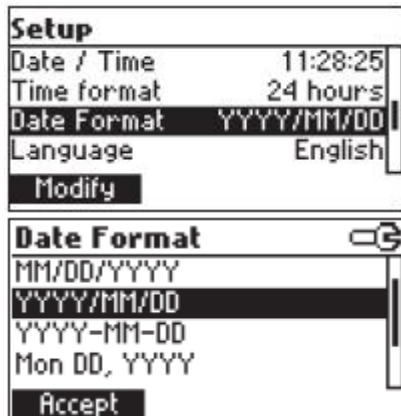 Setup
Date / Time 11:28:25
Time format 24 hours
Date Format YYYY/MM/DD
Language English
Modify
Date Format
MM/DD/YYYY
YYYY/MM/DD
YYYY-MM-DD
Mon DD, YYYY
Accept